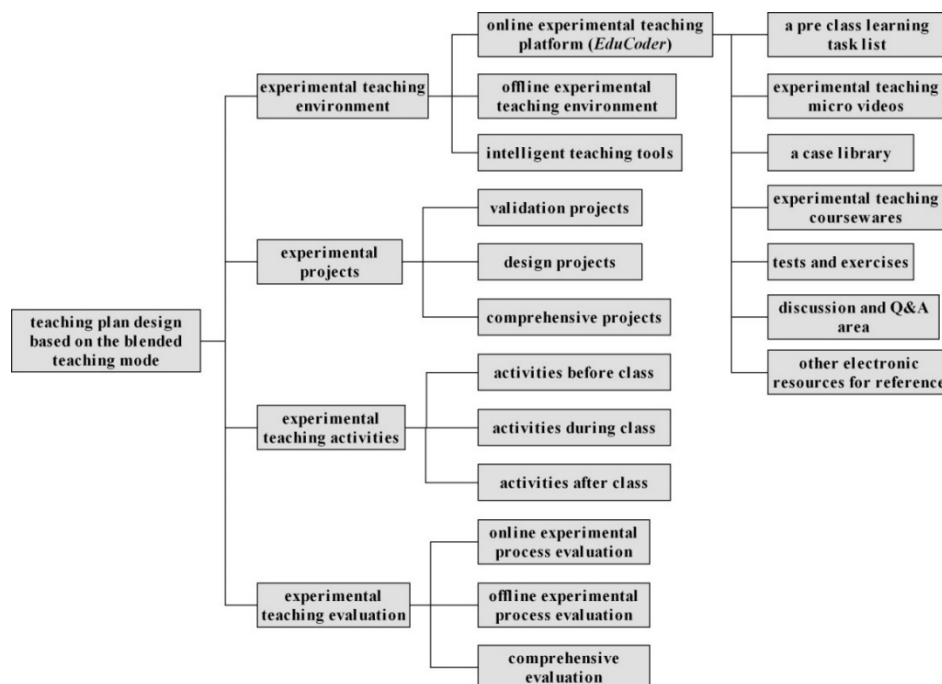 teaching plan design
based on the blended
teaching mode
experimental teaching
environment
experimental
projects
experimental
teaching activities
experimental
teaching evaluation
online experimental teaching
platform (EduCoder)
offline experimental
teaching environment
intelligent teaching tools
validation projects
design projects
comprehensive projects
activities before class
activities during class
activities after class
online experimental
process evaluation
offline experimental
process evaluation
comprehensive
evaluation
a pre class learning
task list
experimental teaching
micro videos
a case library
experimental teaching
coursewares
tests and exercises
discussion and Q&A
area
other electronic
resources for reference